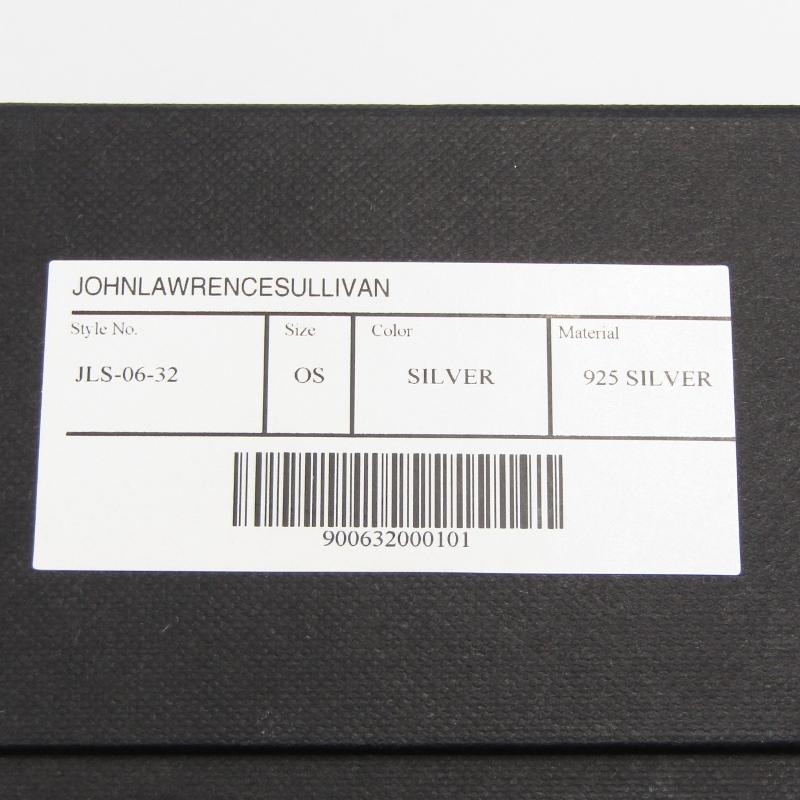 JOHNLAWRENCESULLIVAN
Style No. Size Color Material
JLS-06-32 OS SILVER 925 SILVER
900632000101